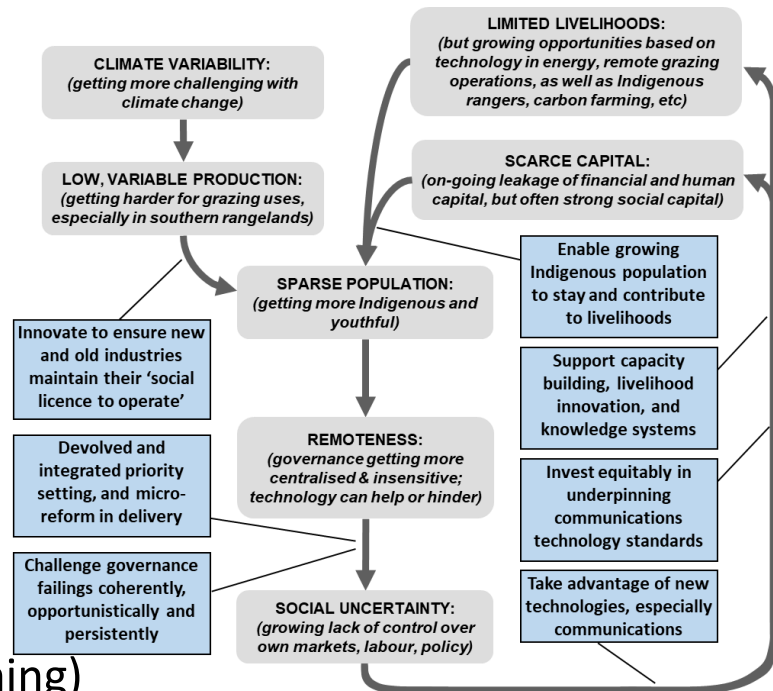 CLIMATE VARIABILITY:
(getting more challenging with
climate change)
LIMITED LIVELIHOODS:
(but growing opportunities based on
technology in energy, remote grazing
operations, as well as Indigenous
rangers, carbon farming, etc)
LOW, VARIABLE PRODUCTION:
(getting harder for grazing uses,
especially in southern rangelands)
SCARCE CAPITAL:
(on-going leakage of financial and human
capital, but often strong social capital)
SPARSE POPULATION:
(getting more Indigenous and
youthful)
Enable growing
Indigenous population
to stay and contribute
to livelihoods
Innovate to ensure new
and old industries
maintain their ‘social
licence to operate’
Support capacity
building, livelihood
innovation, and
knowledge systems
REMOTENESS:
(governance getting more
centralised & insensitive;
technology can help or hinder)
Devolved and
integrated priority
setting, and micro-
reform in delivery
Invest equitably in
underpinning
communications
technology standards
Challenge governance
failings coherently,
opportunistically and
persistently
SOCIAL UNCERTAINTY:
(growing lack of control over
own markets, labour, policy)
Take advantage of new
technologies, especially
communications